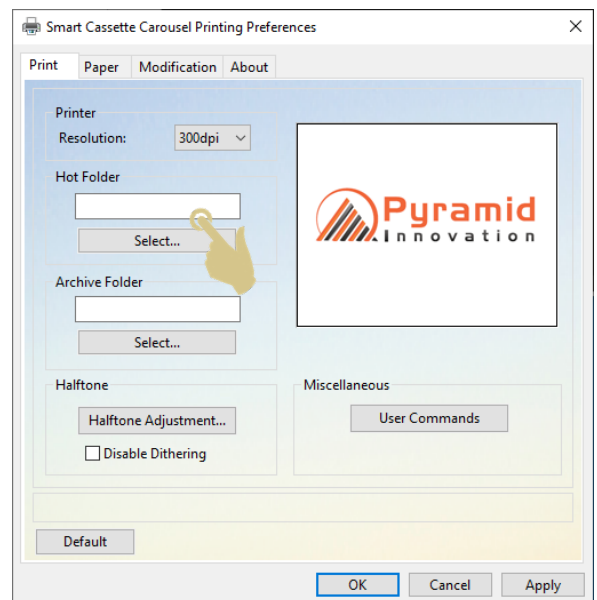 Smart Cassette Carousel Printing Preferences
Print Paper Modification About
Printer
Resolution: 300dpi
Hot Folder
Select...
Archive Folder
Select...
Pyramid
Innovation
Halftone
Halftone Adjustment...
Disable Dithering
Miscellaneous
User Commands
Default
OK Cancel Apply